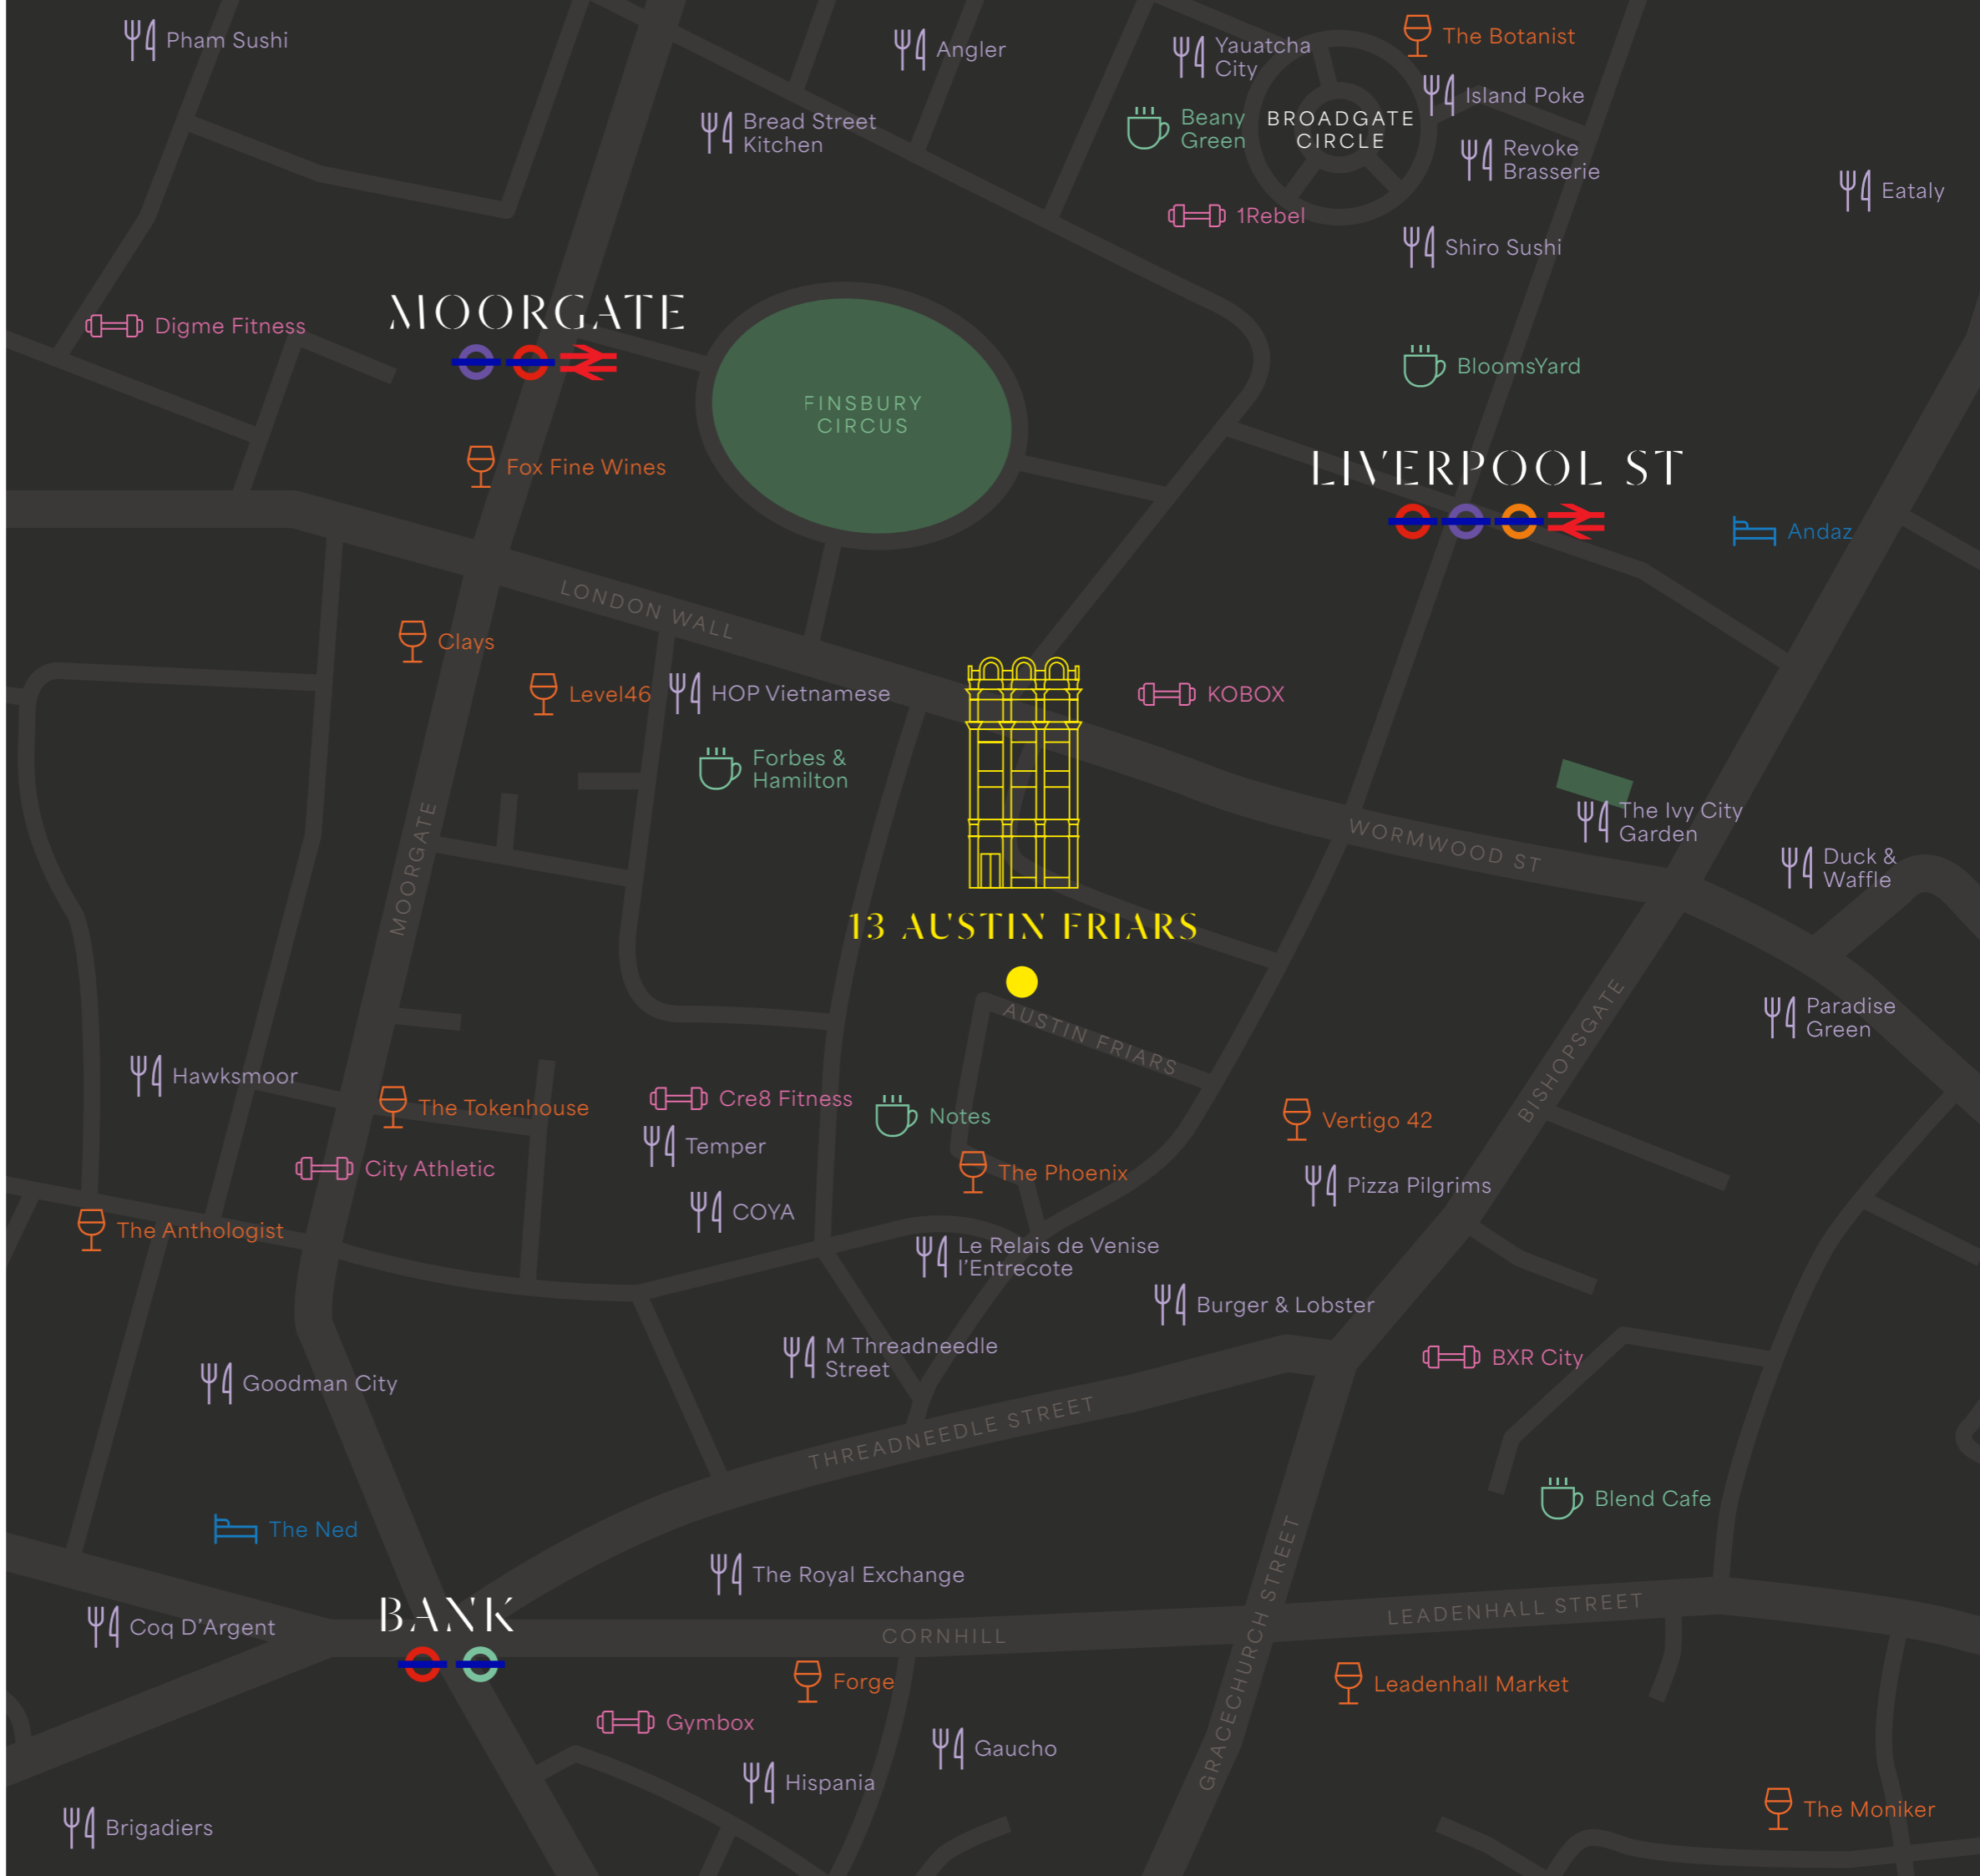 Pham Sushi
Angler
Yauatcha
City
The Botanist
Island Poke
Bread Street
Kitchen
Beany
Green
BROADGATE
CIRCLE
Revoke
Brasserie
Eataly
1Rebel
Shiro Sushi
MOORGATE
Digme Fitness
BloomsYard
FINSBURY
CIRCUS
Fox Fine Wines
LIVERPOOL ST
Andaz
LONDON WALL
Clays
Level46
HOP Vietnamese
KOBOX
Forbes &
Hamilton
The Ivy City
Garden
WORMWOOD ST
MOORGATE
Duck &
Waffle
13 AUSTIN FRIARS
Paradise
Green
AUSTIN FRIARS
BISHOPSGATE
Hawksmoor
The Tokenhouse
Cre8 Fitness
Notes
Vertigo 42
Temper
City Athletic
The Phoenix
Pizza Pilgrims
COYA
The Anthologist
Le Relais de Venise
l'Entrecote
Burger & Lobster
M Threadneedle
Street
BXR City
Goodman City
THREADNEEDLE STREET
Blend Cafe
The Ned
The Royal Exchange
GRACECHURCH STREET
LEADENHALL STREET
BANK
Coq D'Argent
CORNHILL
Forge
Leadenhall Market
Gymbox
Gaucho
Hispania
The Moniker
Brigadiers